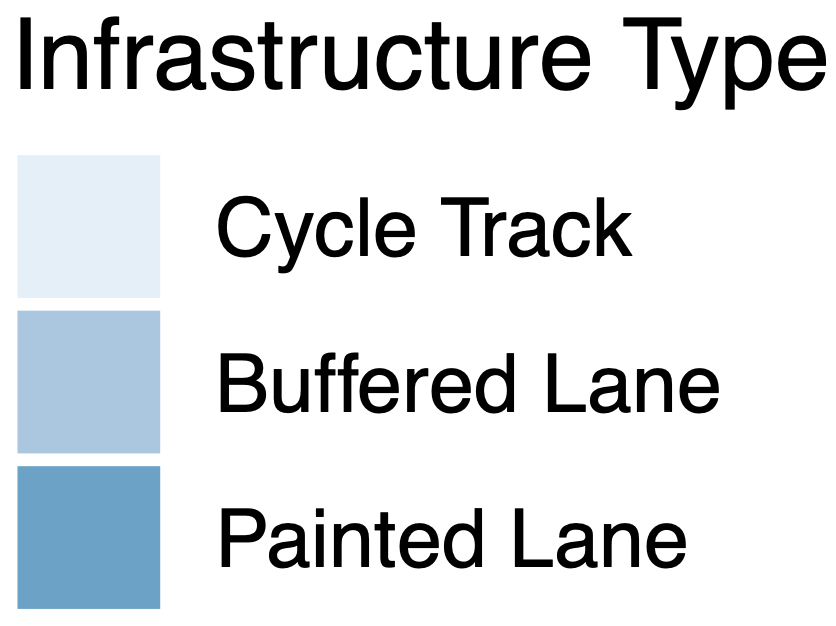 Infrastructure Type
Cycle Track
Buffered Lane
Painted Lane